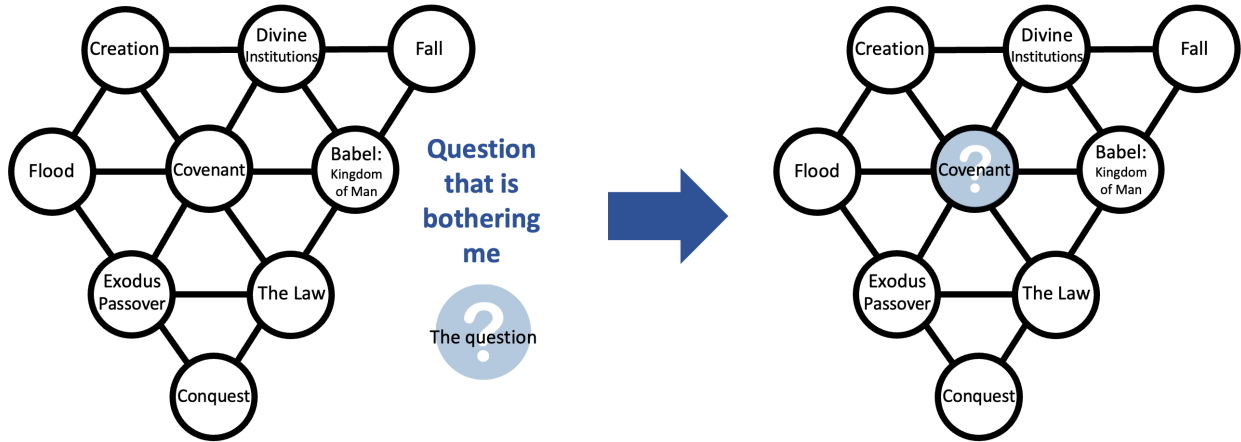 Creation
Divine
Institutions
Fall
Flood
Covenant
Babel:
Kingdom
of Man
Exodus
Passover
The Law
Conquest
Question
that is
bothering
me
?
The question
Creation
Divine
Institutions
Fall
Flood
?
Covenant
Babel:
Kingdom
of Man
Exodus
Passover
The Law
Conquest